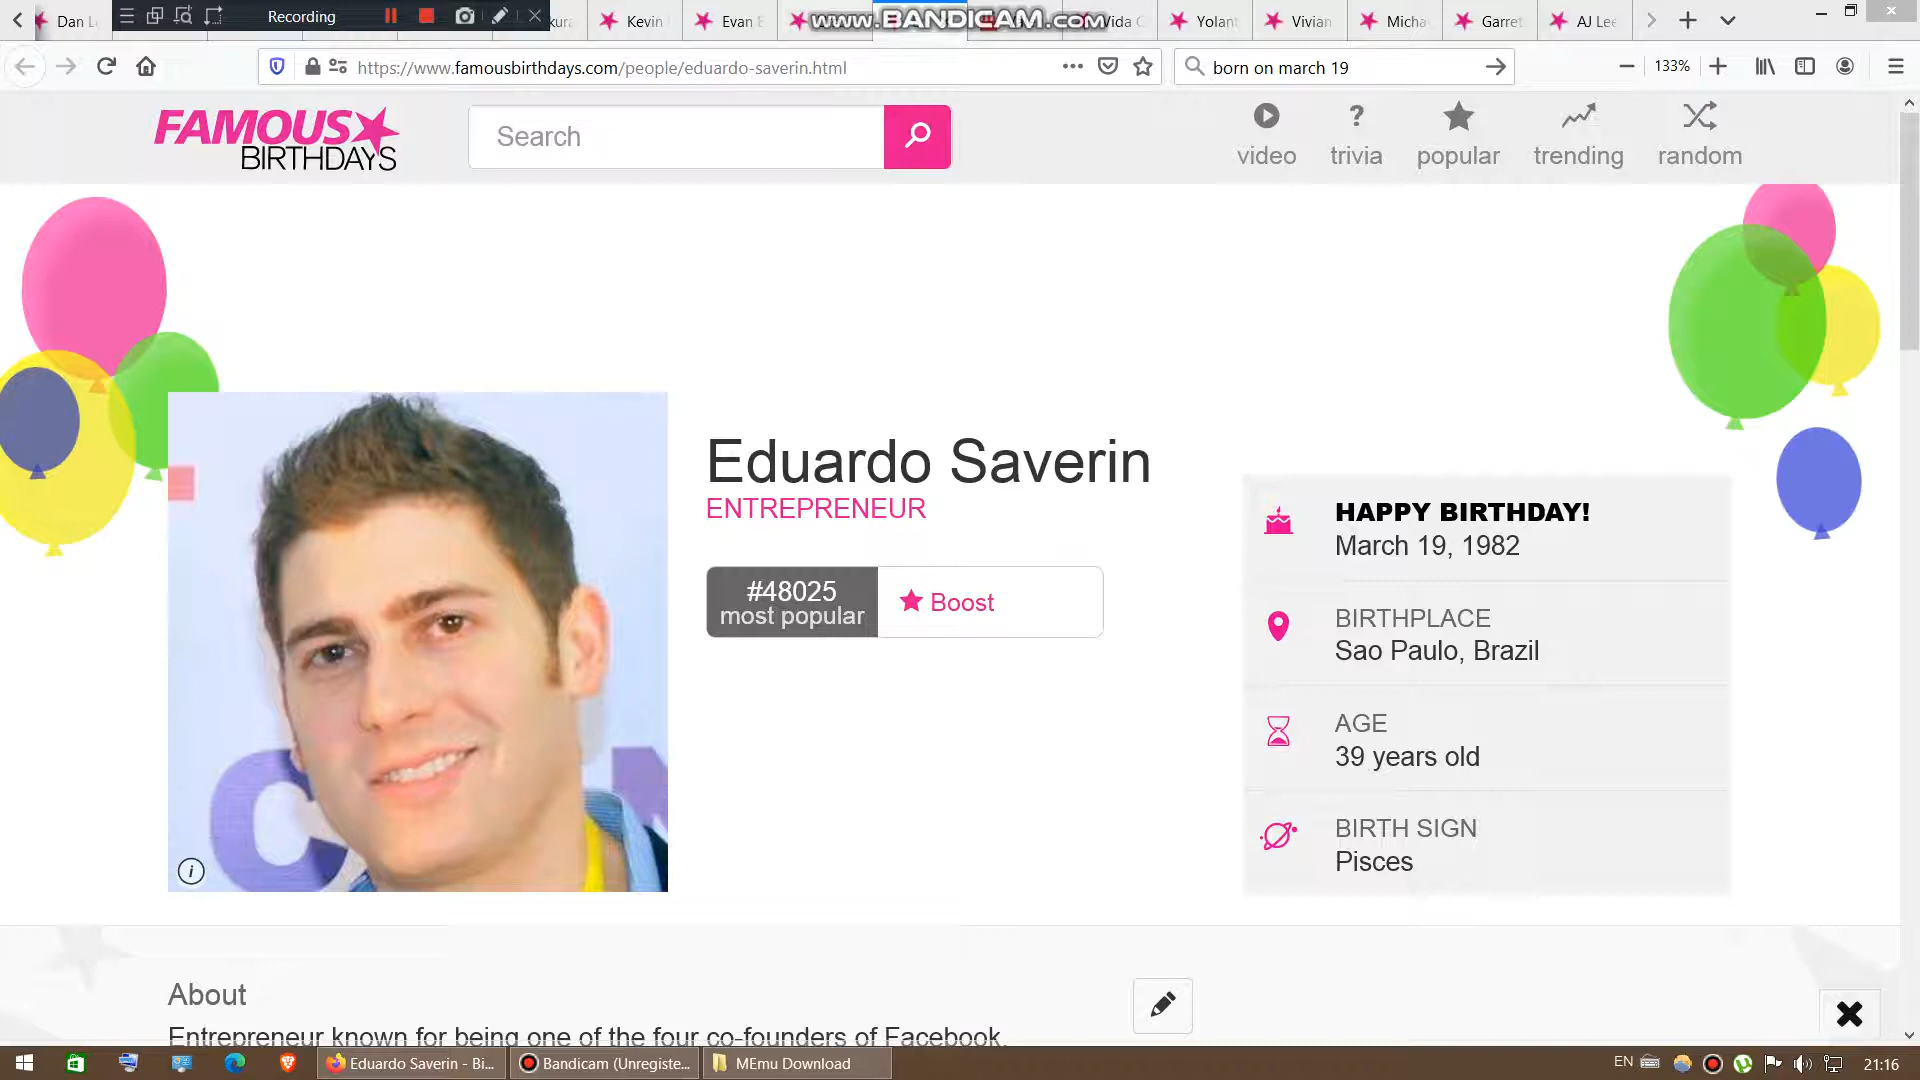 Recording
www.BANDICAM.com
Dan L
kura
Kevin
Evan E
Vida C
Yolant
Vivian
Micha
Garret
AJ Lee
https://www.famousbirthdays.com/people/eduardo-saverin.html
born on march 19
133%
FAMOUS
BIRTHDAYS
Search
video
trivia
popular
trending
random
Eduardo Saverin
ENTREPRENEUR
#48025
most popular
Boost
HAPPY BIRTHDAY!
March 19, 1982
BIRTHPLACE
Sao Paulo, Brazil
AGE
39 years old
BIRTH SIGN
Pisces
About
Entrepreneur known for being one of the four co-founders of Facebook.
Eduardo Saverin - Bi...
Bandicam (Unregiste...
MEmu Download
EN
21:16